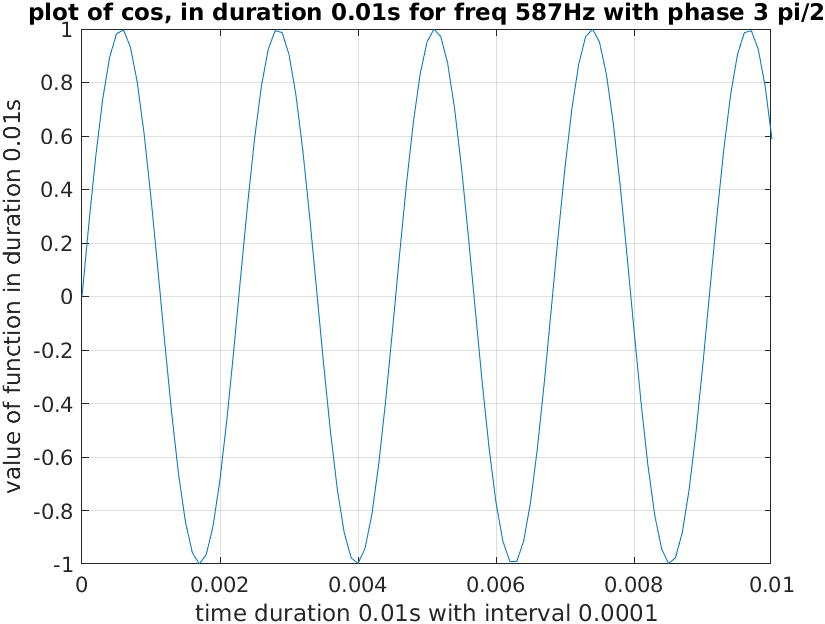 plot of cos, in duration 0.01s for freq 587Hz with phase 3 pi/2
value of function in duration 0.01s
1
0.8
0.6
0.4
0.2
0
-0.2
-0.4
-0.6
-0.8
-1
0 0.002 0.004 0.006 0.008 0.01
time duration 0.01s with interval 0.0001